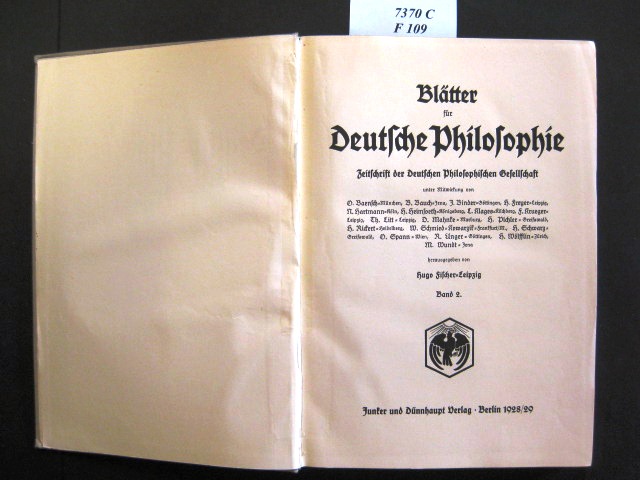 7370 C
F 109
Blätter
für
Deutsche Philosophie
Zeitschrift der Deutschen Philosophischen Gesellschaft
unter Mitwirkung von
O. Baensch=München, B. Bauch=Jena, J. Binder=Göttingen, H. Freyer=Leipzig,
N. Hartmann=Köln, H. Heimsoeth=Königsberg, L. Klages=Kilchberg, F. Krueger=
Leipzig, Th. Litt=Leipzig, D. Mahnke=Marburg, H. Pichler=Greifswald,
H. Rickert=Heidelberg, W. Schmied=Kowarzik=Frankfurt/M., H. Schwarz=
Greifswald, O. Spann=Wien, R. Unger=Göttingen, H. Wölfflin=Zürich,
M. Wundt=Jena
herausgegeben von
Hugo Fischer=Leipzig
Band 2.
Junker und Dünnhaupt Verlag · Berlin 1928/29